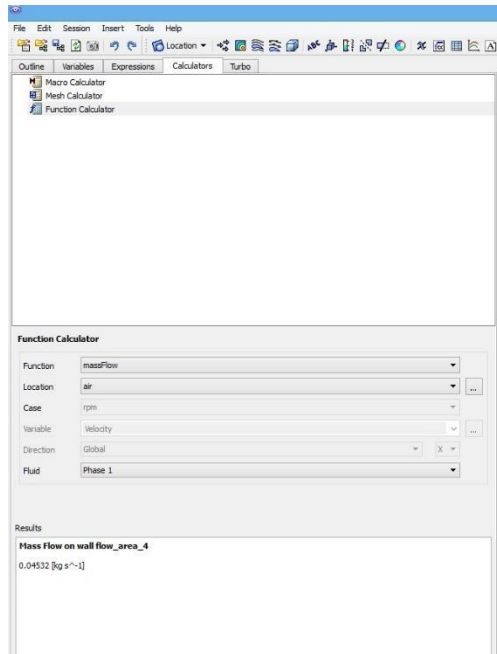 File Edit Session Insert Tools Help
Location
Outline Variables Expressions Calculators Turbo
Macro Calculator
Mesh Calculator
Function Calculator
Function Calculator
Function massFlow
Location air ...
Case rpm
Variable Velocity ...
Direction Global X
Fluid Phase 1
Results
Mass Flow on wall flow_area_4
0.04532 [kg s^-1]